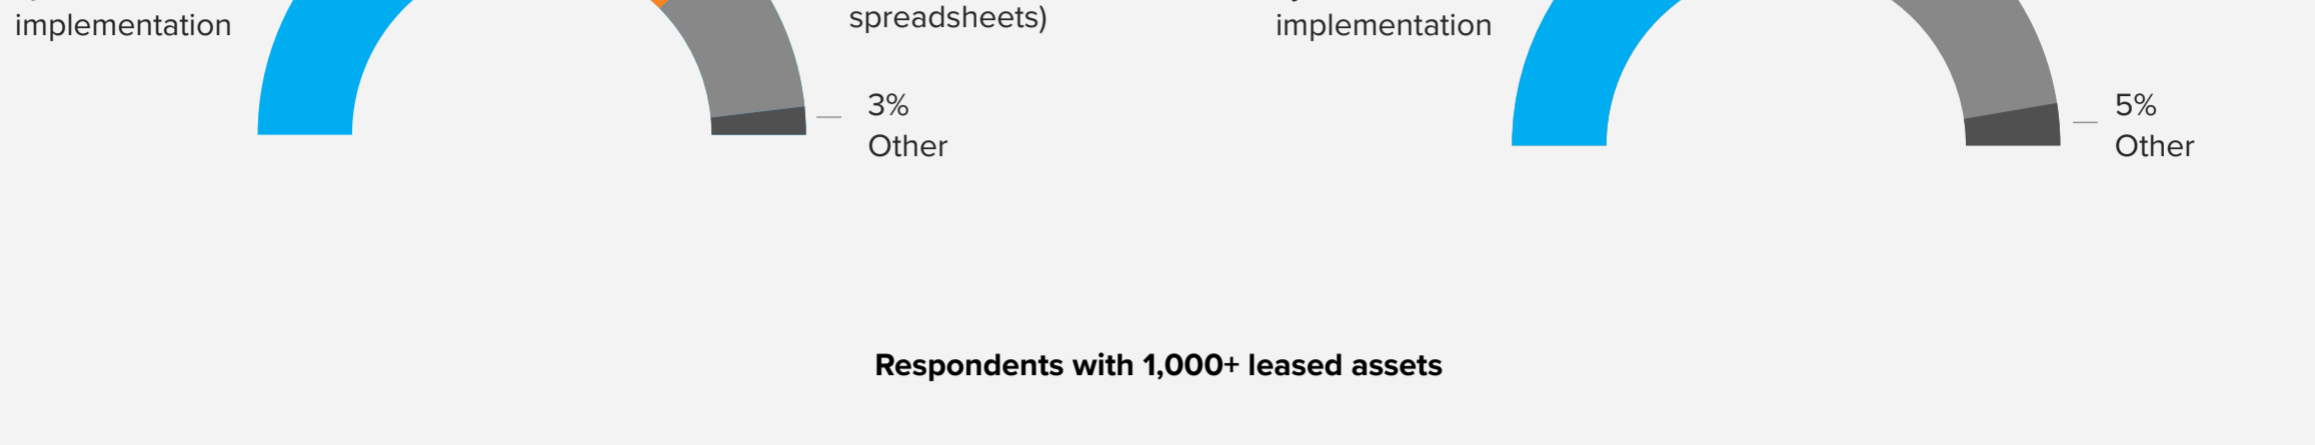 implementation
spreadsheets)
3%
Other
implementation
5%
Other
Respondents with 1,000+ leased assets